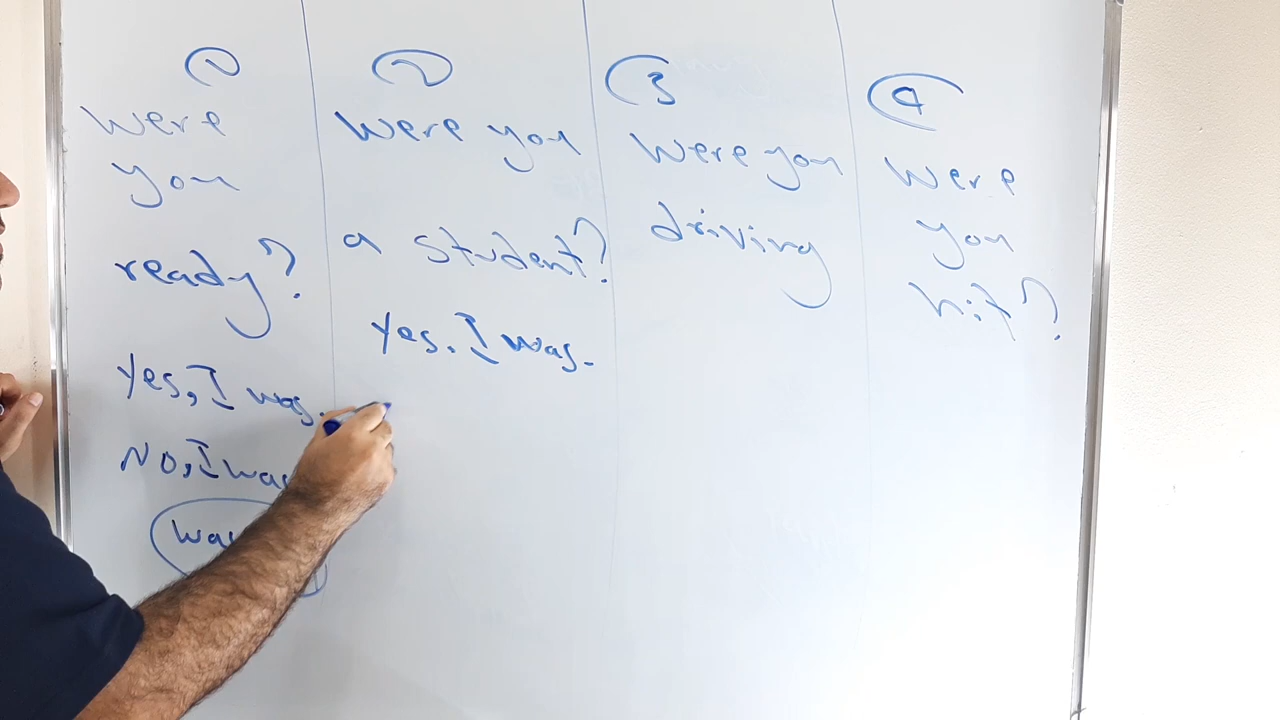 1
Were
you
ready?
Yes, I was.
No, I was
2
Were you
a student?
Yes. I was.
3
Were you
driving
4
Were
you
hit?